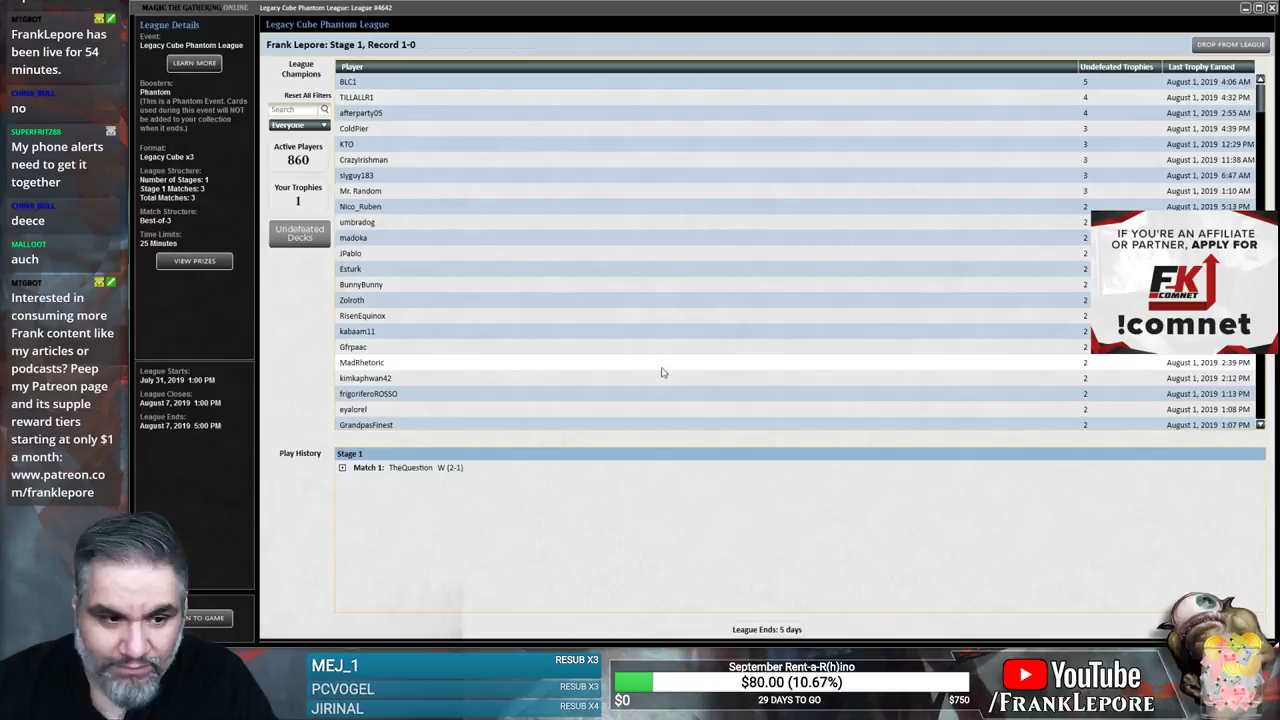 MTGBOT
FrankLepore has
been live for 54
minutes.
CHINA_BULL
no
SUPERFRITZ88
My phone alerts
need to get it
together
CHINA_BULL
deece
MALLOOT
auch
MTGBOT
Interested in
consuming more
Frank content like
my articles or
podcasts? Peep
my Patreon page
and its supple
reward tiers
starting at only $1
a month:
www.patreon.co
m/franklepore
MAGIC THE GATHERING ONLINE
Legacy Cube Phantom League: League #4642
League Details
Event:
Legacy Cube Phantom League
LEARN MORE
Boosters:
Phantom
(This is a Phantom Event. Cards
used during this event will NOT
be added to your collection
when it ends.)
Format:
Legacy Cube x3
League Structure:
Number of Stages: 1
Stage 1 Matches: 3
Total Matches: 3
Match Structure:
Best-of-3
Time Limits:
25 Minutes
VIEW PRIZES
League Starts:
July 31, 2019 1:00 PM
League Closes:
August 7, 2019 1:00 PM
League Ends:
August 7, 2019 5:00 PM
N TO GAME
Legacy Cube Phantom League
Frank Lepore: Stage 1, Record 1-0
DROP FROM LEAGUE
League
Champions
Reset All Filters
Search
Everyone
Active Players
860
Your Trophies
1
Undefeated
Decks
Player Undefeated Trophies Last Trophy Earned
BLC1 5 August 1, 2019 4:06 AM
TILLALLR1 4 August 1, 2019 4:32 PM
afterparty05 4 August 1, 2019 2:55 AM
ColdPier 3 August 1, 2019 4:39 PM
KTO 3 August 1, 2019 12:29 PM
CrazyIrishman 3 August 1, 2019 11:38 AM
slyguy183 3 August 1, 2019 6:47 AM
Mr. Random 3 August 1, 2019 1:10 AM
Nico_Ruben 2 August 1, 2019 5:13 PM
umbradog 2
madoka 2
JPablo 2
Esturk 2
BunnyBunny 2
Zolroth 2
RisenEquinox 2
kabaam11 2
Gfrpaac 2
MadRhetoric 2 August 1, 2019 2:39 PM
kimkaphwan42 2 August 1, 2019 2:12 PM
frigoriferoROSSO 2 August 1, 2019 1:13 PM
eyalorel 2 August 1, 2019 1:08 PM
GrandpasFinest 2 August 1, 2019 1:07 PM
IF YOU'RE AN AFFILIATE
OR PARTNER, APPLY FOR
!comnet
Play History
Stage 1
Match 1: TheQuestion W (2-1)
League Ends: 5 days
MEJ_1 RESUB X3
PCVOGEL RESUB X3
JIRINAL RESUB X4
September Rent-a-R(h)ino
$80.00 (10.67%)
$0 29 DAYS TO GO $750
YouTube
/FRANKLEPORE